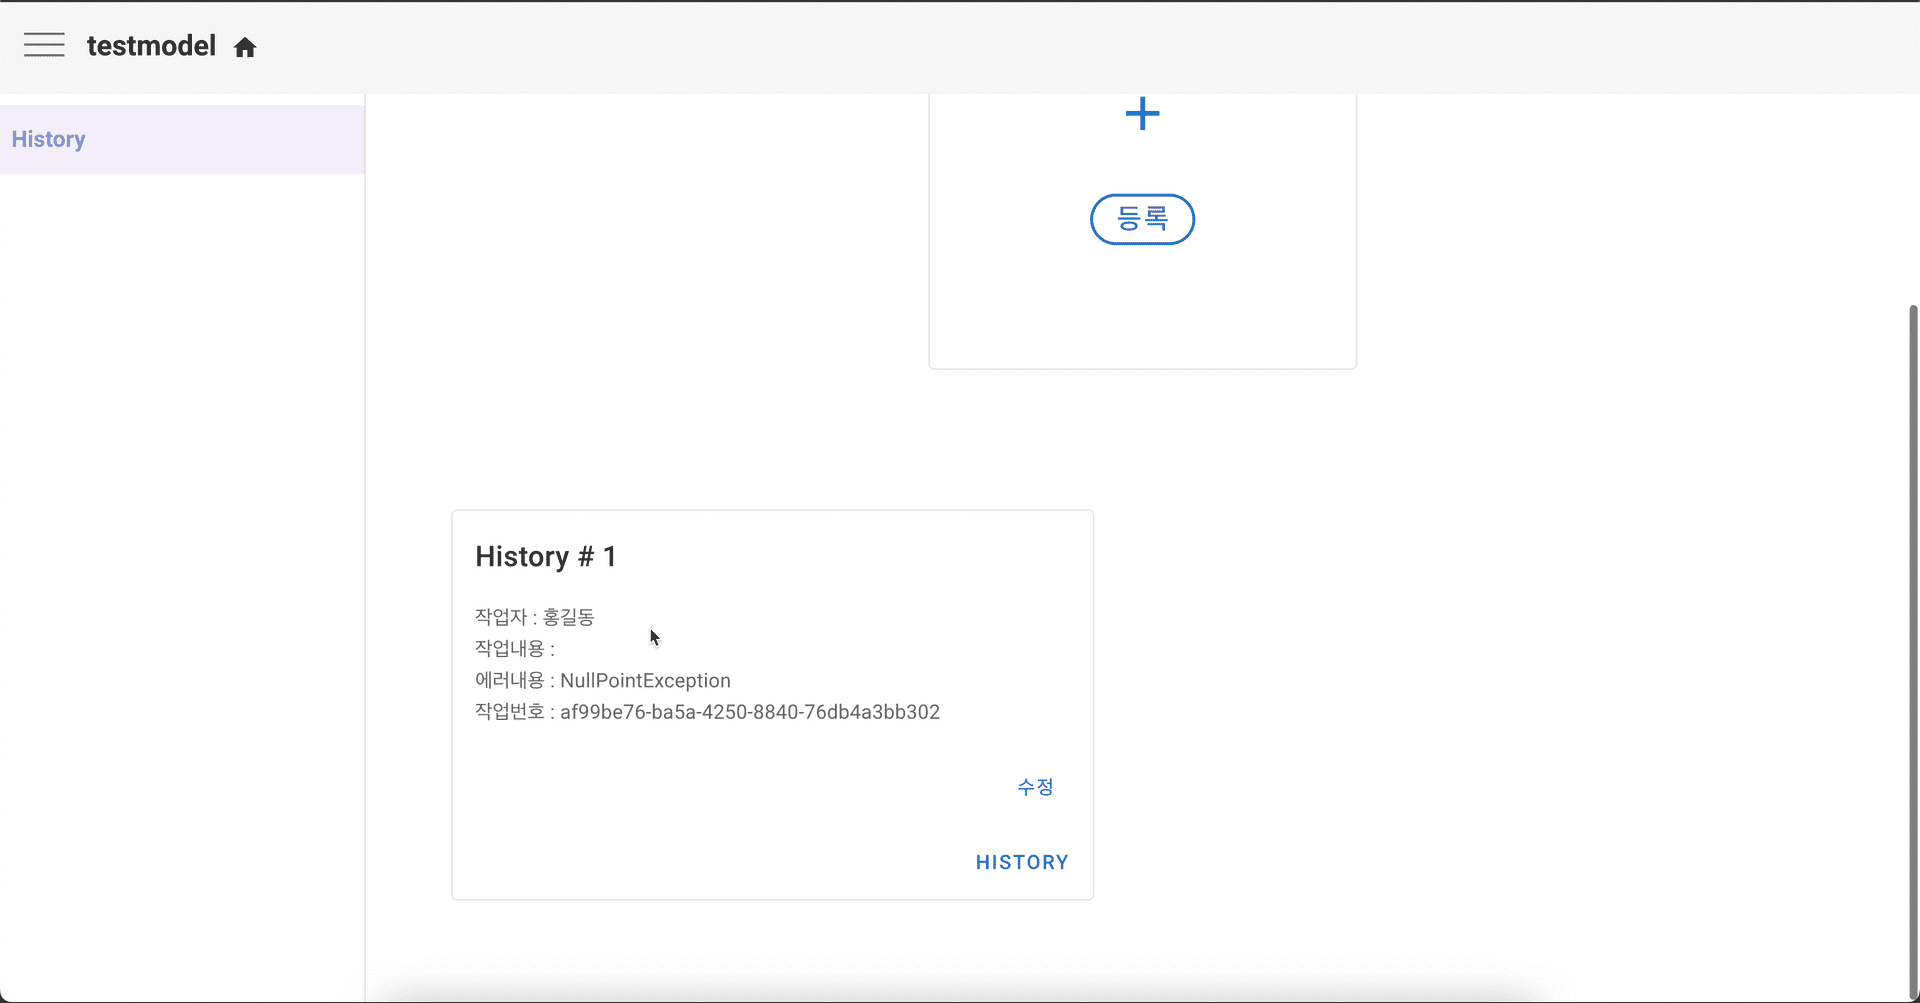 testmodel
History
등록
History # 1
작업자 : 홍길동
작업내용 :
에러내용 : NullPointException
작업번호 : af99be76-ba5a-4250-8840-76db4a3bb302
수정
HISTORY